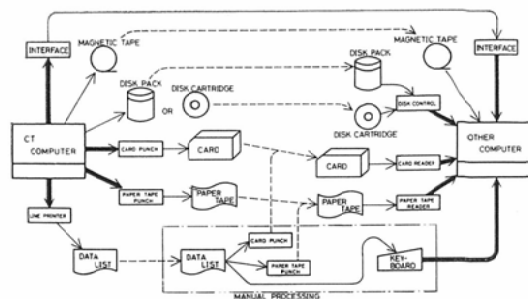 MAGNETIC TAPE
MAGNETIC TAPE
INTERFACE
INTERFACE
DISK PACK
DISK PACK
OR
DISK CARTRIDGE
DISK CONTROL
DISK CARTRIDGE
CT
COMPUTER
OTHER
COMPUTER
CARD PUNCH
CARD
CARD
CARD READER
PAPER TAPE
PUNCH
PAPER
TAPE
PAPER
TAPE
PAPER TAPE
READER
LINE PRINTER
CARD PUNCH
DATA
LIST
DATA
LIST
PAPER TAPE
PUNCH
KEY-
BOARD
MANUAL PROCESSING